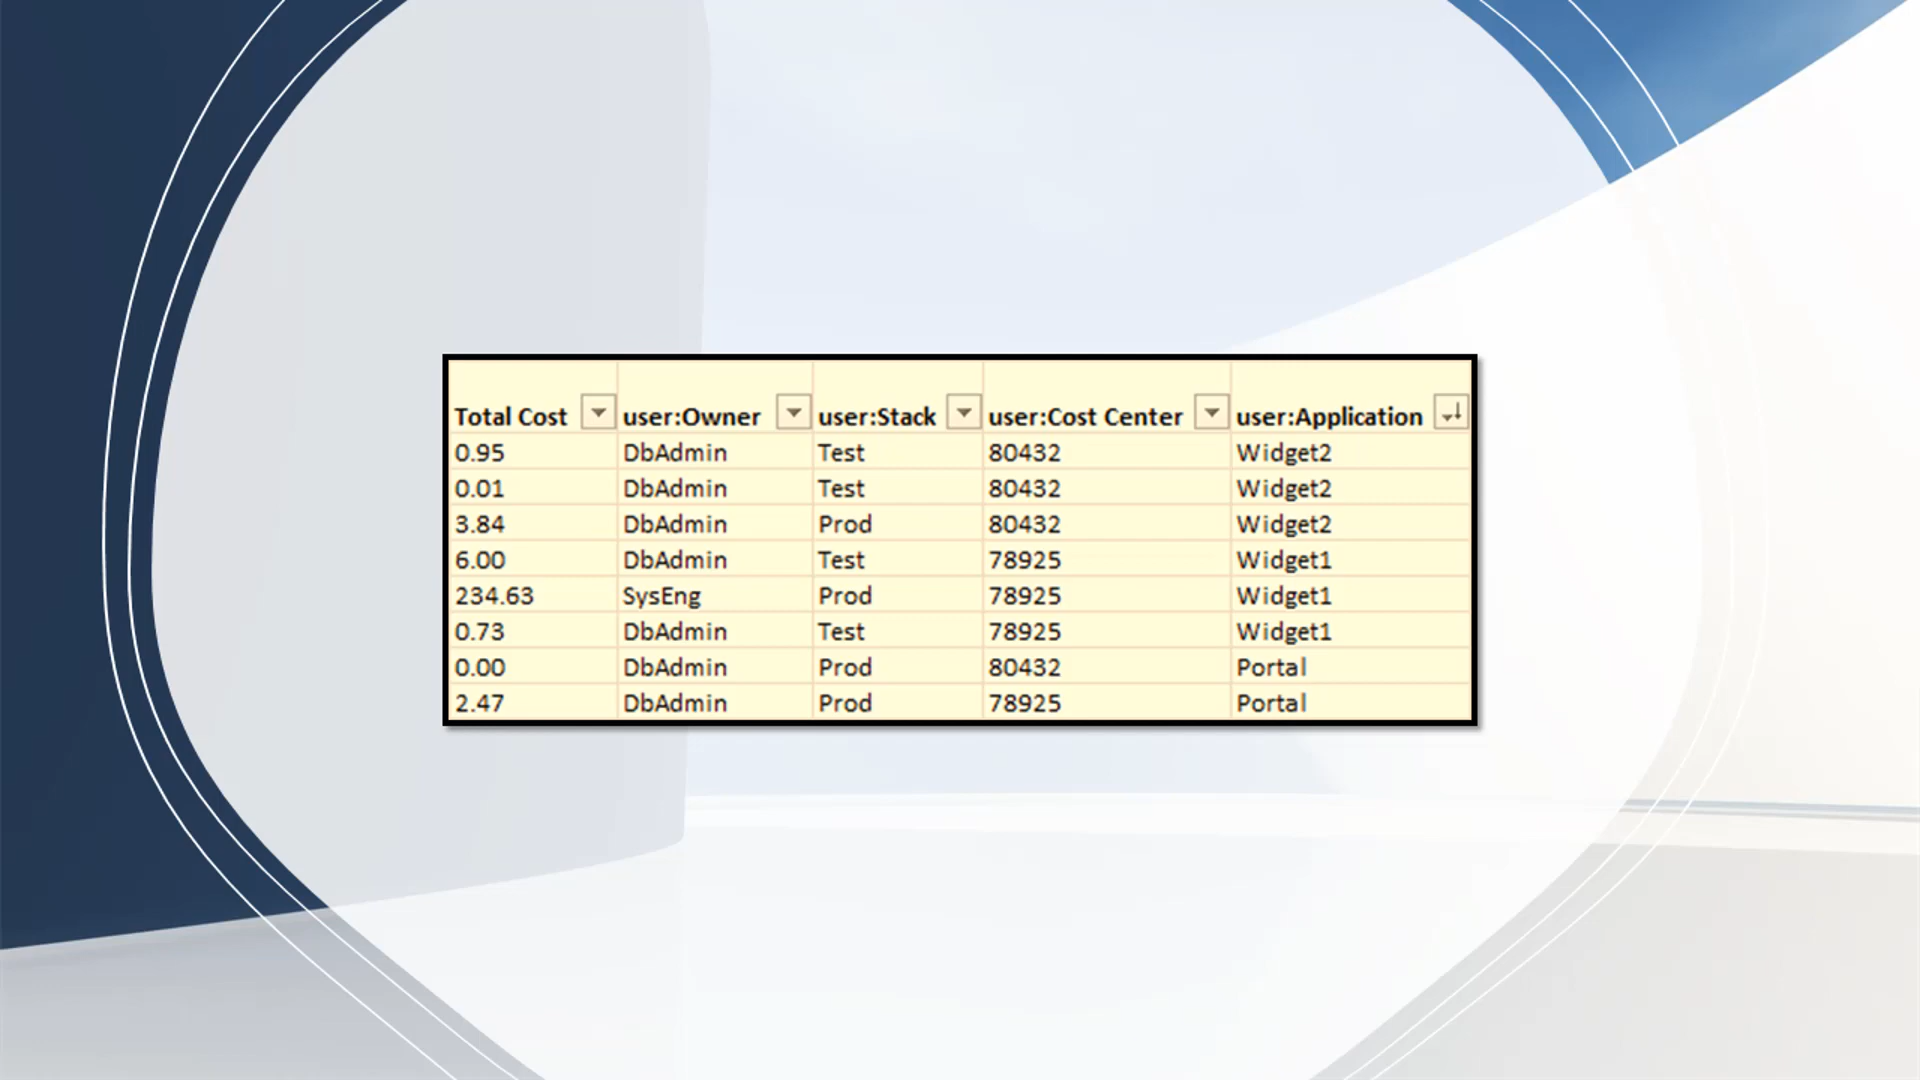 Total Cost user:Owner user:Stack user:Cost Center user:Application
0.95 DbAdmin Test 80432 Widget2
0.01 DbAdmin Test 80432 Widget2
3.84 DbAdmin Prod 80432 Widget2
6.00 DbAdmin Test 78925 Widget1
234.63 SysEng Prod 78925 Widget1
0.73 DbAdmin Test 78925 Widget1
0.00 DbAdmin Prod 80432 Portal
2.47 DbAdmin Prod 78925 Portal